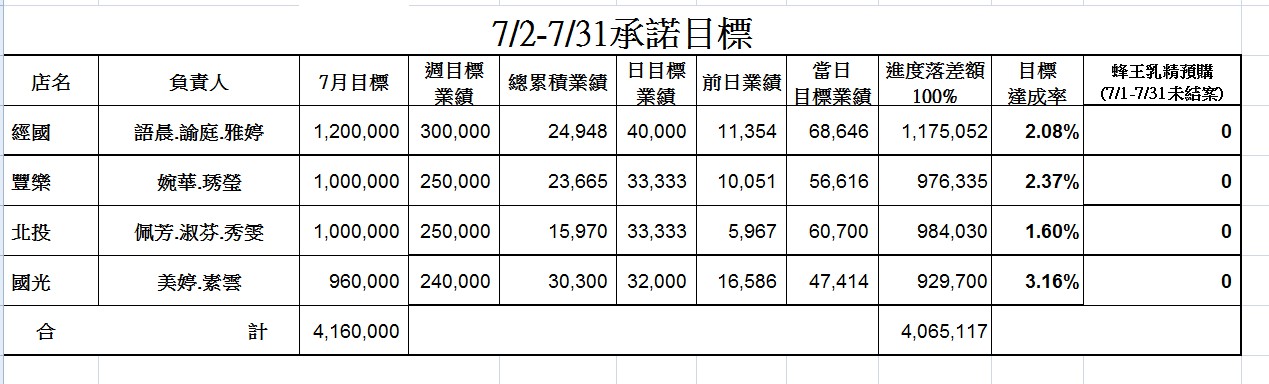 7/2-7/31承諾目標
店名 負責人 7月目標 週目標業績 總累積業績 日目標業績 前日業績 當日目標業績 進度落差額100% 目標達成率 蜂王乳精預購(7/1-7/31未結案)
經國 語晨.諭庭.雅婷 1,200,000 300,000 24,948 40,000 11,354 68,646 1,175,052 2.08% 0
豐樂 婉華.琇瑩 1,000,000 250,000 23,665 33,333 10,051 56,616 976,335 2.37% 0
北投 佩芳.淑芬.秀雯 1,000,000 250,000 15,970 33,333 5,967 60,700 984,030 1.60% 0
國光 美婷.素雲 960,000 240,000 30,300 32,000 16,586 47,414 929,700 3.16% 0
合 計 4,160,000 4,065,117